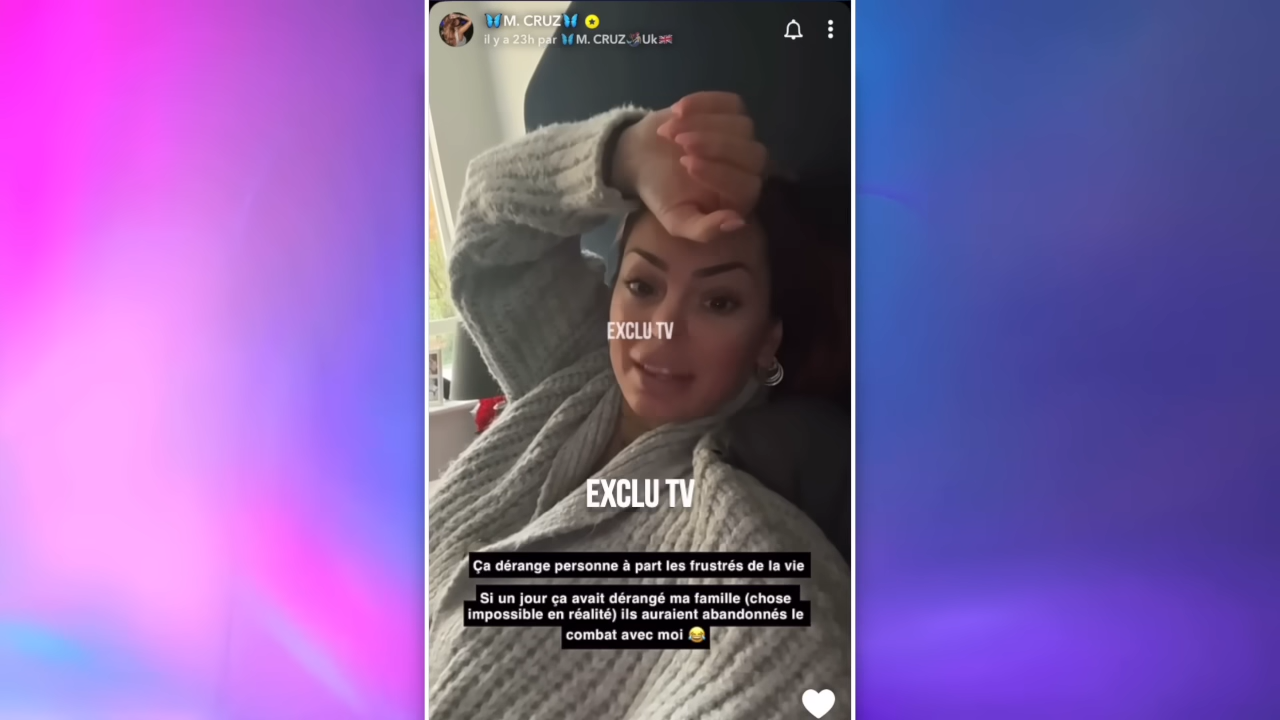 🦋M. CRUZ🦋
il y a 23h par 🦋M. CRUZ Uk🇬🇧
EXCLU TV
EXCLU TV
Ça dérange personne à part les frustrés de la vie
Si un jour ça avait dérangé ma famille (chose
impossible en réalité) ils auraient abandonnés le
combat avec moi 😂